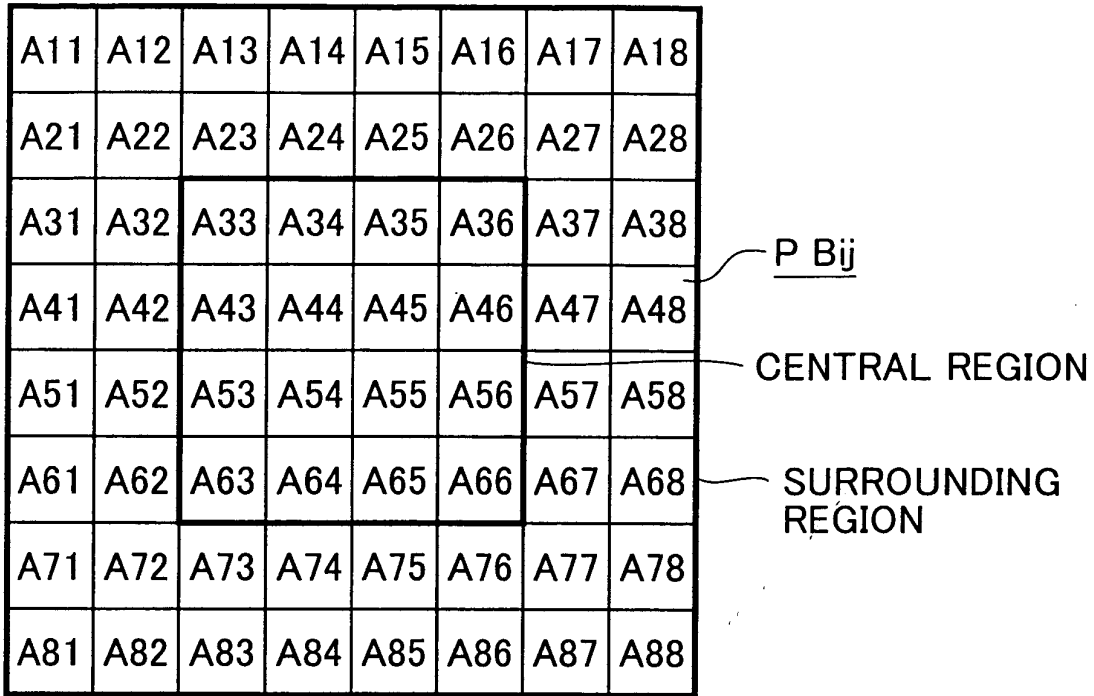 A11 A12 A13 A14 A15 A16 A17 A18
A21 A22 A23 A24 A25 A26 A27 A28
A31 A32 A33 A34 A35 A36 A37 A38
P Bij
A41 A42 A43 A44 A45 A46 A47 A48
CENTRAL REGION
A51 A52 A53 A54 A55 A56 A57 A58
A61 A62 A63 A64 A65 A66 A67 A68
SURROUNDING
REGION
A71 A72 A73 A74 A75 A76 A77 A78
A81 A82 A83 A84 A85 A86 A87 A88